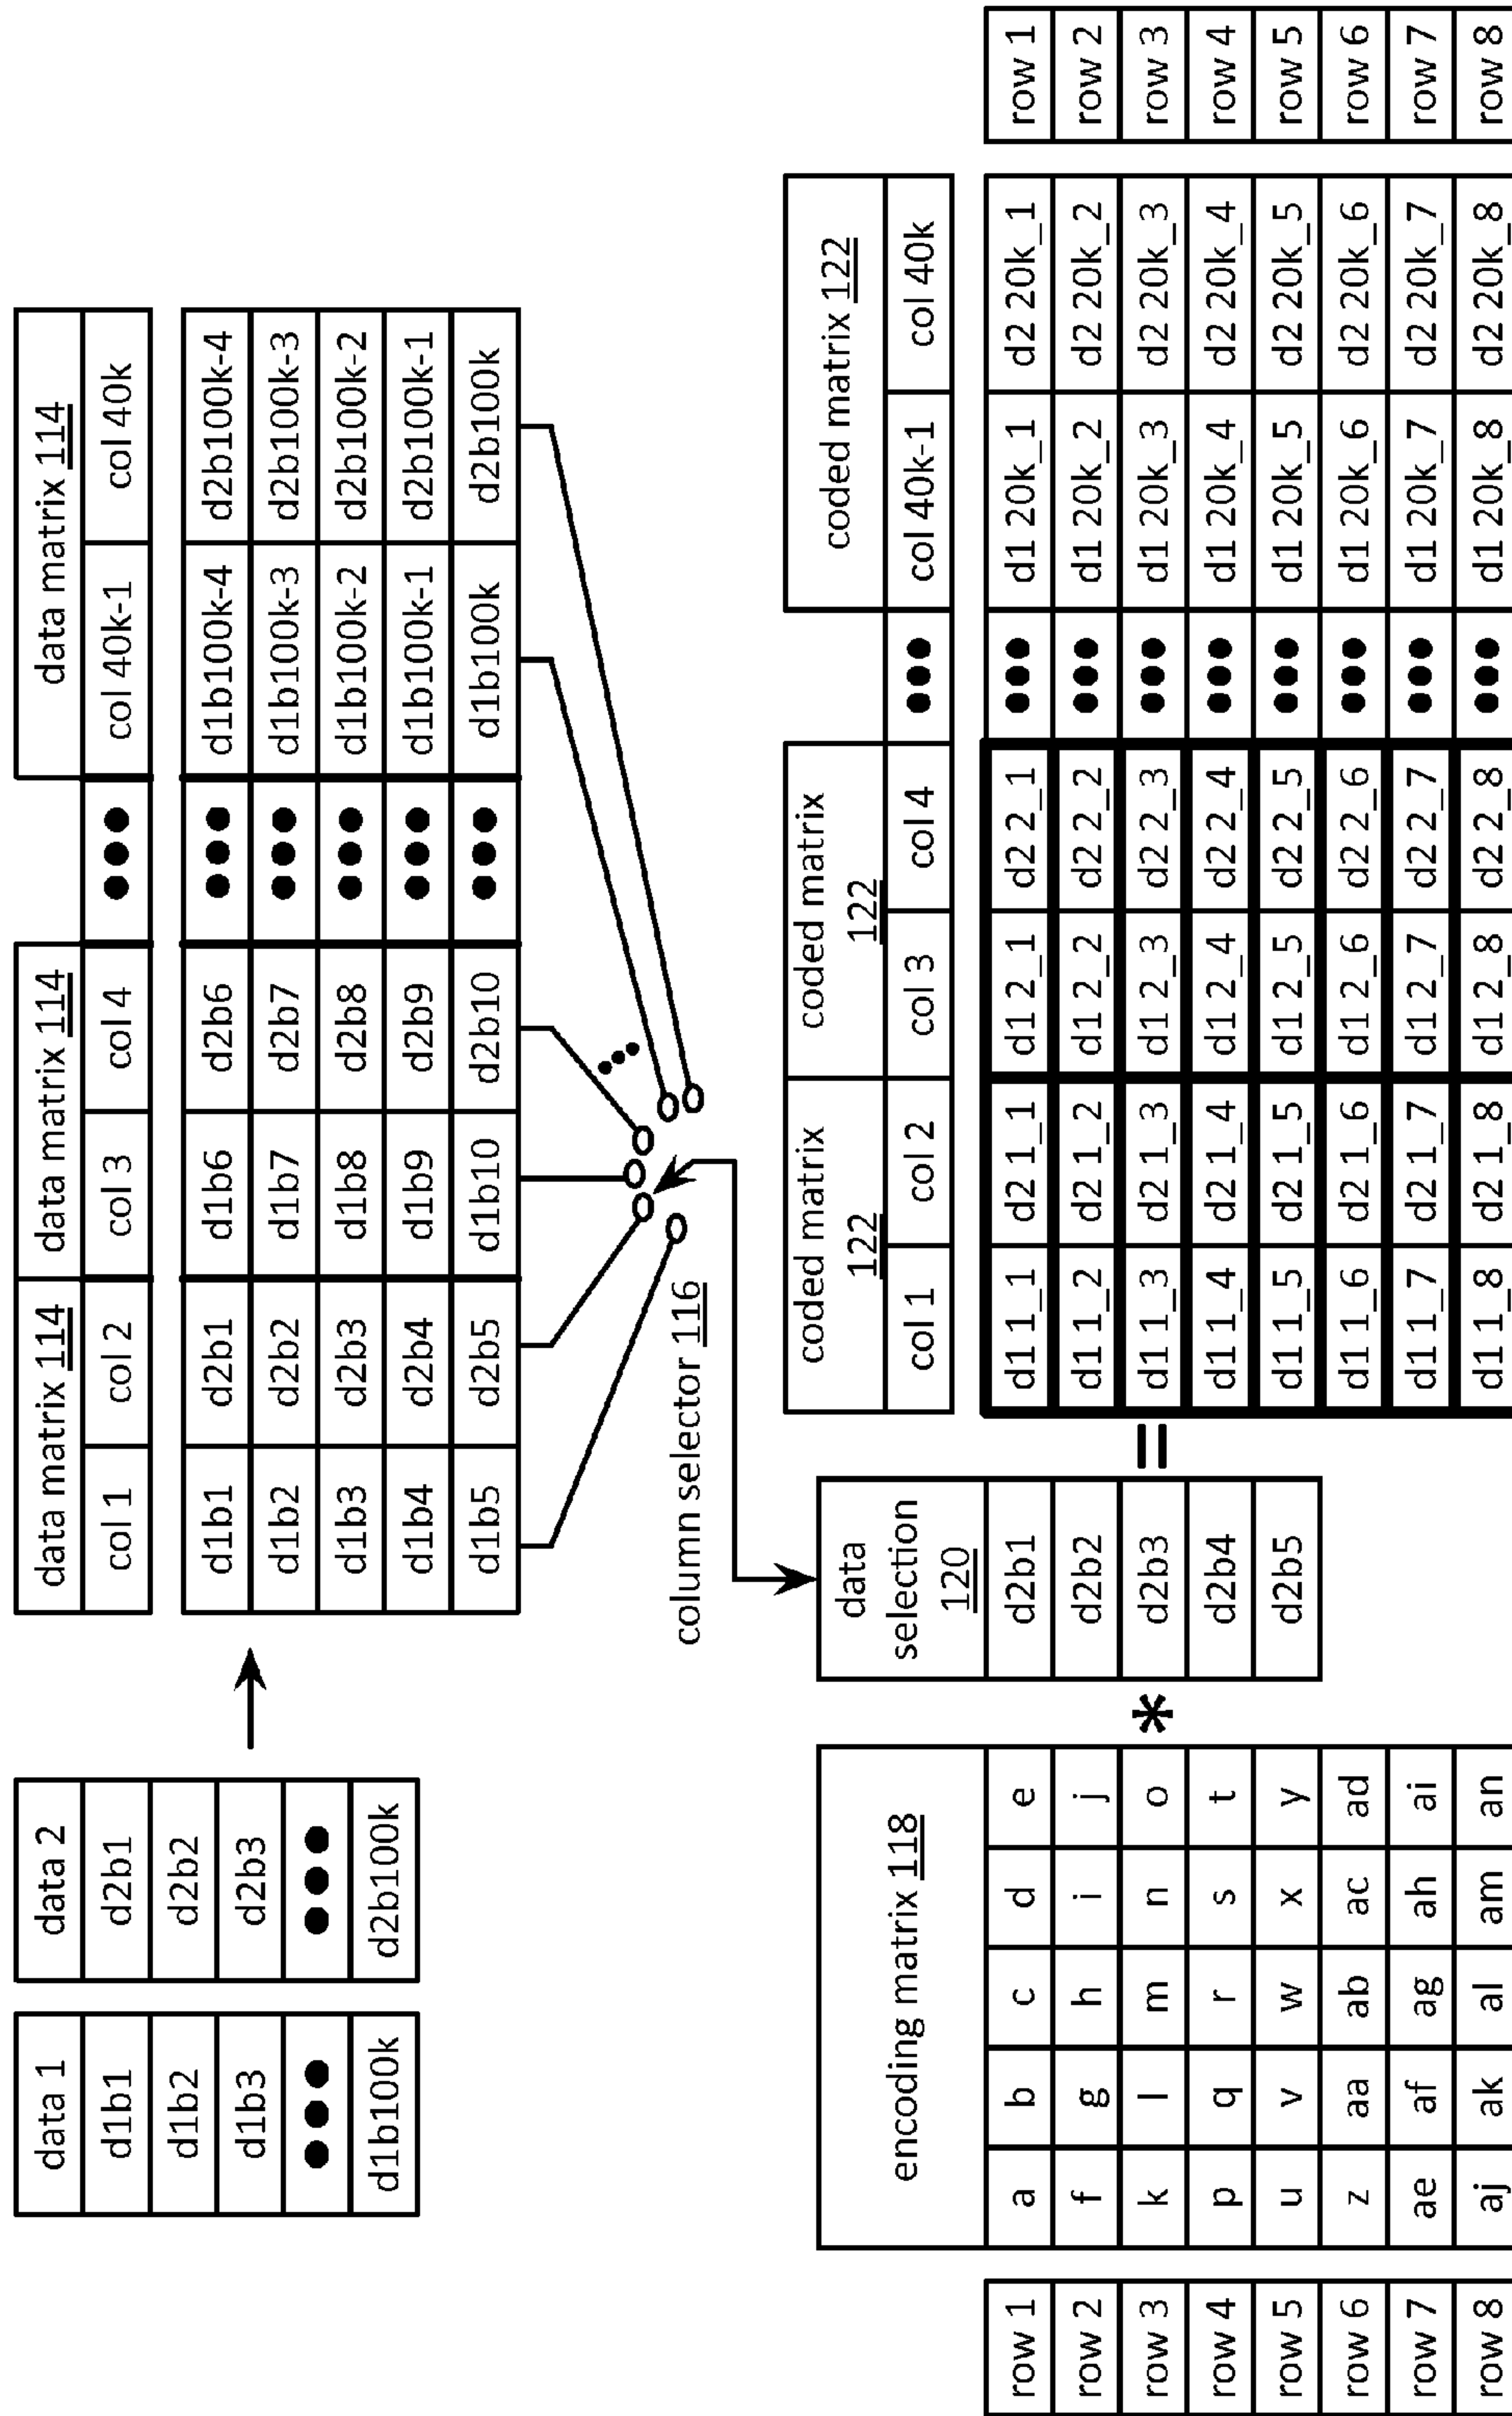 data 1
d1b1
d1b2
d1b3
●●●
d1b100k
data 2
d2b1
d2b2
d2b3
●●●
d2b100k
data matrix 114 data matrix 114 data matrix 114
col 1 col 2 col 3 col 4 ●●● col 40k-1 col 40k
d1b1 d2b1 d1b6 d2b6 ●●● d1b100k-4 d2b100k-4
d1b2 d2b2 d1b7 d2b7 ●●● d1b100k-3 d2b100k-3
d1b3 d2b3 d1b8 d2b8 ●●● d1b100k-2 d2b100k-2
d1b4 d2b4 d1b9 d2b9 ●●● d1b100k-1 d2b100k-1
d1b5 d2b5 d1b10 d2b10 ●●● d1b100k d2b100k
●●●
column selector 116
row 1
row 2
row 3
row 4
row 5
row 6
row 7
row 8
encoding matrix 118
a b c d e
f g h i j
k l m n o
p q r s t
u v w x y
z aa ab ac ad
ae af ag ah ai
aj ak al am an
*
data
selection
120
d2b1
d2b2
d2b3
d2b4
d2b5
=
coded matrix
122
coded matrix
122
coded matrix 122
col 1 col 2 col 3 col 4 ●●● col 40k-1 col 40k
d1 1_1 d2 1_1 d1 2_1 d2 2_1 ●●● d1 20k_1 d2 20k_1
d1 1_2 d2 1_2 d1 2_2 d2 2_2 ●●● d1 20k_2 d2 20k_2
d1 1_3 d2 1_3 d1 2_3 d2 2_3 ●●● d1 20k_3 d2 20k_3
d1 1_4 d2 1_4 d1 2_4 d2 2_4 ●●● d1 20k_4 d2 20k_4
d1 1_5 d2 1_5 d1 2_5 d2 2_5 ●●● d1 20k_5 d2 20k_5
d1 1_6 d2 1_6 d1 2_6 d2 2_6 ●●● d1 20k_6 d2 20k_6
d1 1_7 d2 1_7 d1 2_7 d2 2_7 ●●● d1 20k_7 d2 20k_7
d1 1_8 d2 1_8 d1 2_8 d2 2_8 ●●● d1 20k_8 d2 20k_8
row 1
row 2
row 3
row 4
row 5
row 6
row 7
row 8